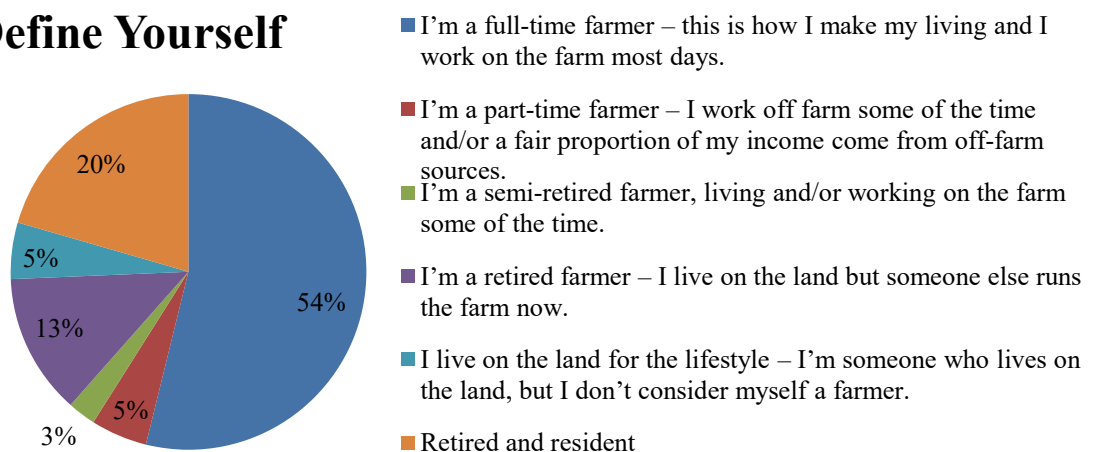 efine Yourself
20%
5%
54%
13%
5%
3%
I'm a full-time farmer – this is how I make my living and I
work on the farm most days.
I'm a part-time farmer – I work off farm some of the time
and/or a fair proportion of my income come from off-farm
sources.
I'm a semi-retired farmer, living and/or working on the farm
some of the time.
I'm a retired farmer – I live on the land but someone else runs
the farm now.
I live on the land for the lifestyle – I'm someone who lives on
the land, but I don't consider myself a farmer.
Retired and resident